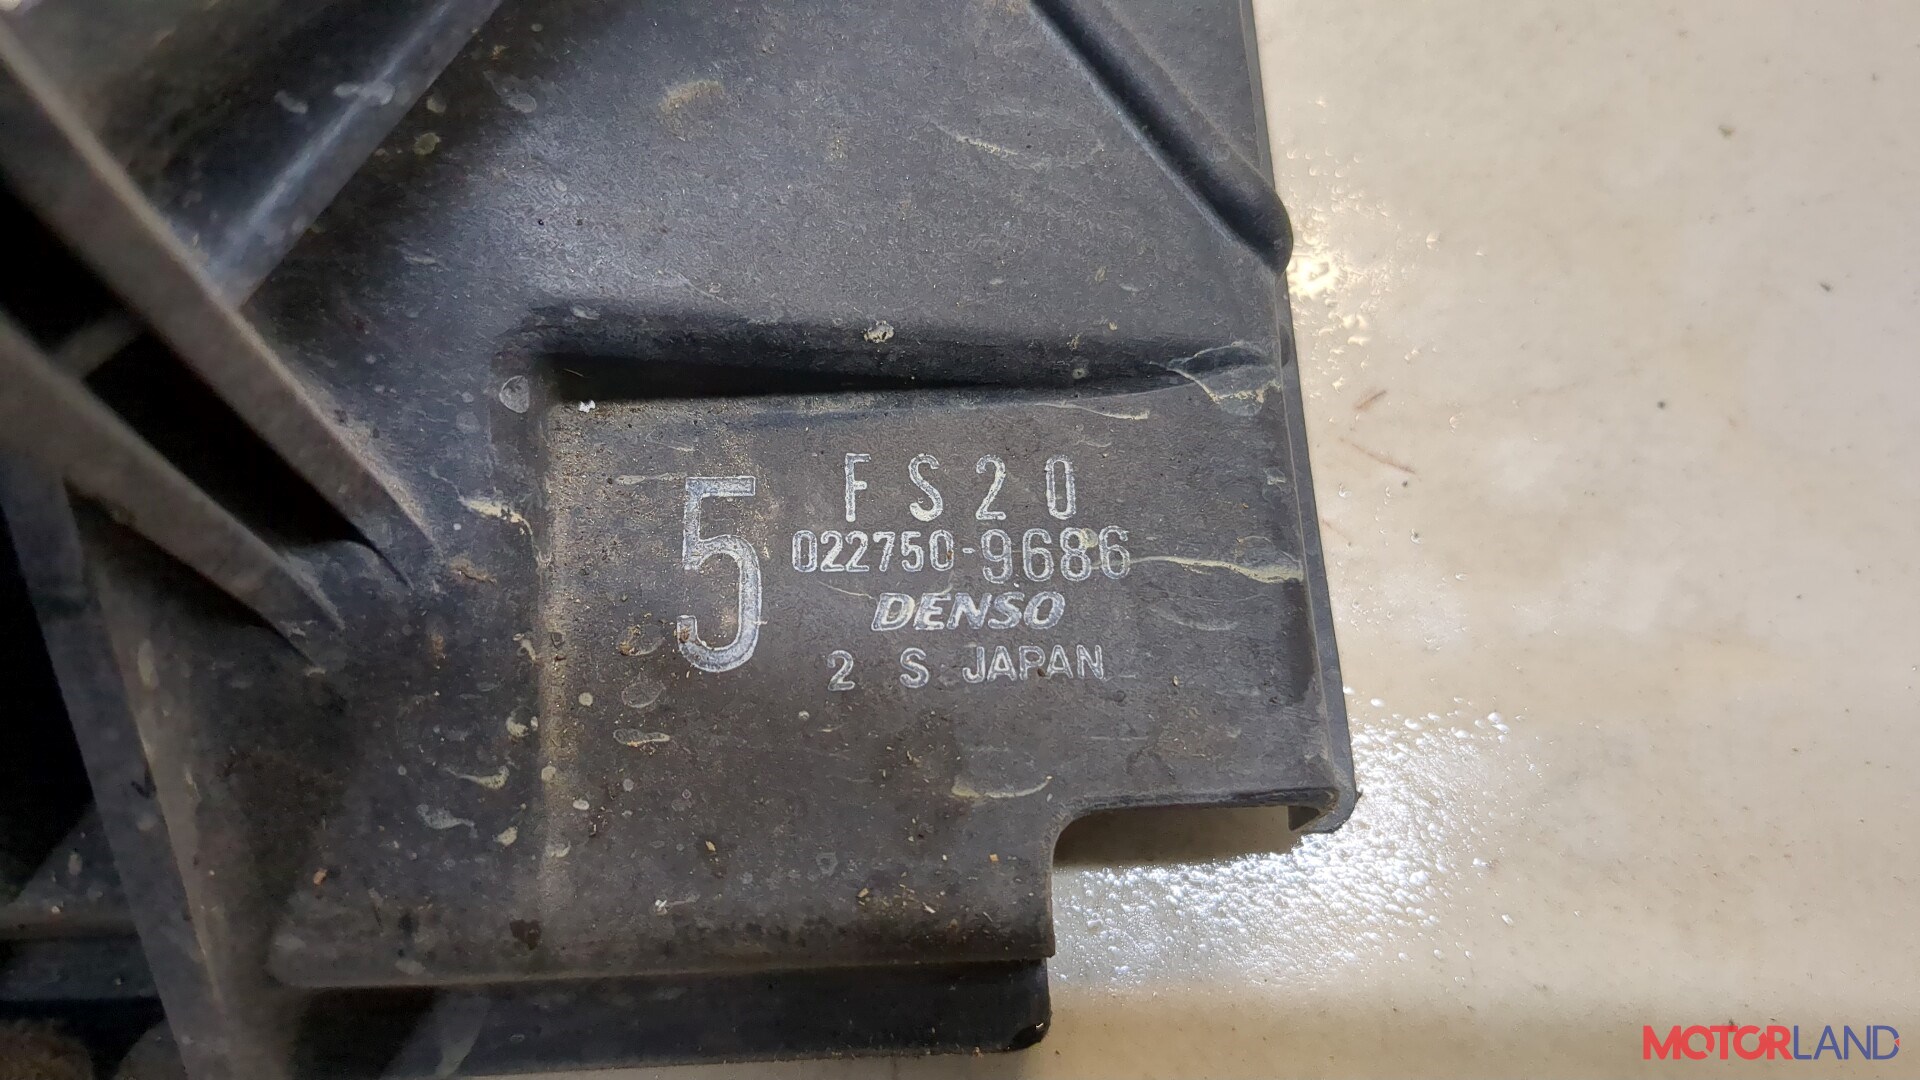 5
FS20
022750-9686
DENSO
2 S JAPAN
MOTORLAND